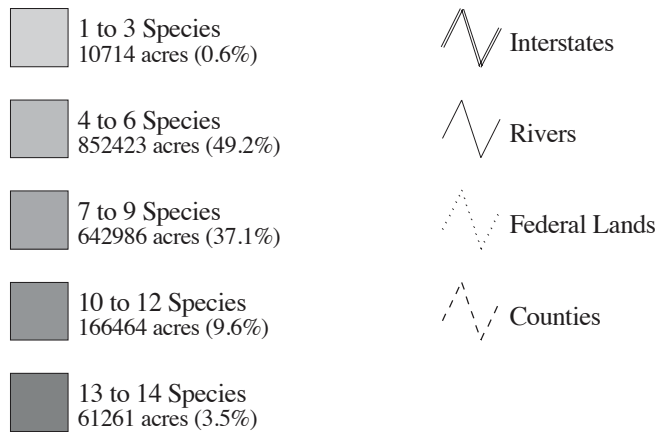 1 to 3 Species
10714 acres (0.6%)
4 to 6 Species
852423 acres (49.2%)
7 to 9 Species
642986 acres (37.1%)
10 to 12 Species
166464 acres (9.6%)
13 to 14 Species
61261 acres (3.5%)
Interstates
Rivers
Federal Lands
Counties